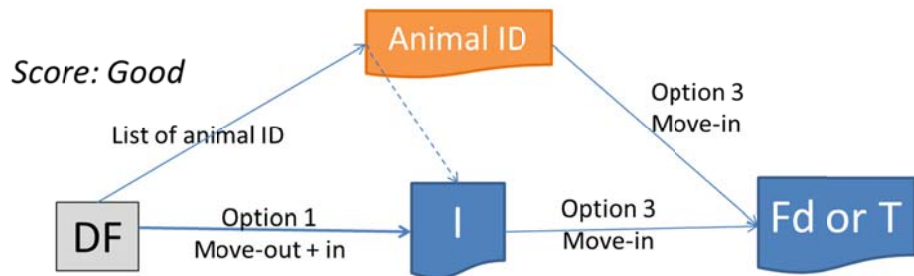 Animal ID
Score: Good
Option 3
Move-in
List of animal ID
DF
Option 1
Move-out + in
I
Option 3
Move-in
Fd or T